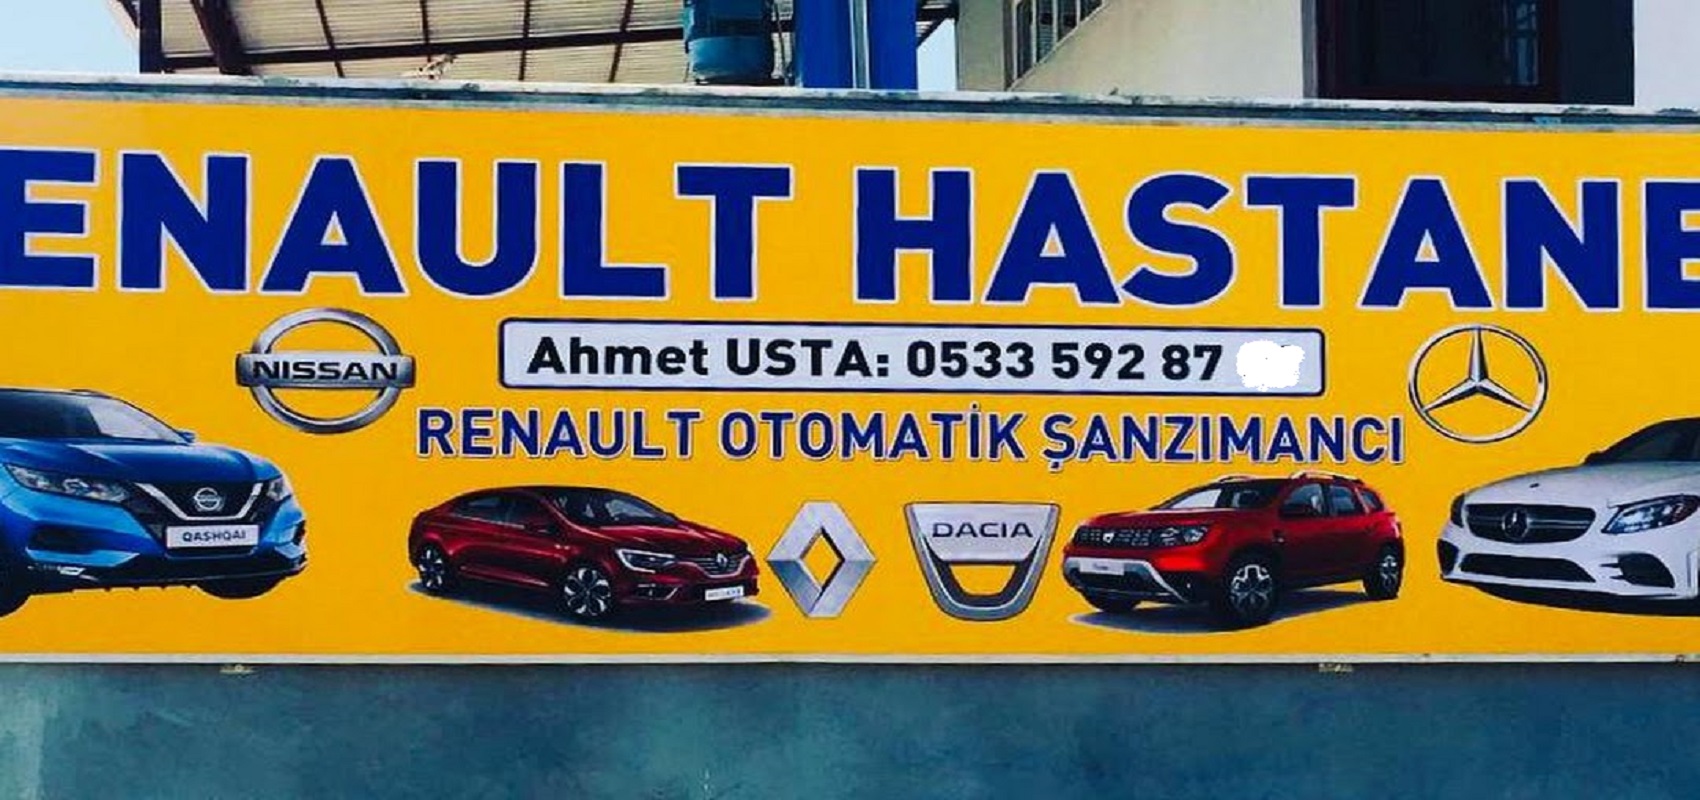 ENAULT HASTANE
NISSAN
Ahmet USTA: 0533 592 87
RENAULT OTOMATİK ŞANZIMANCI
QASHQAI
DACIA